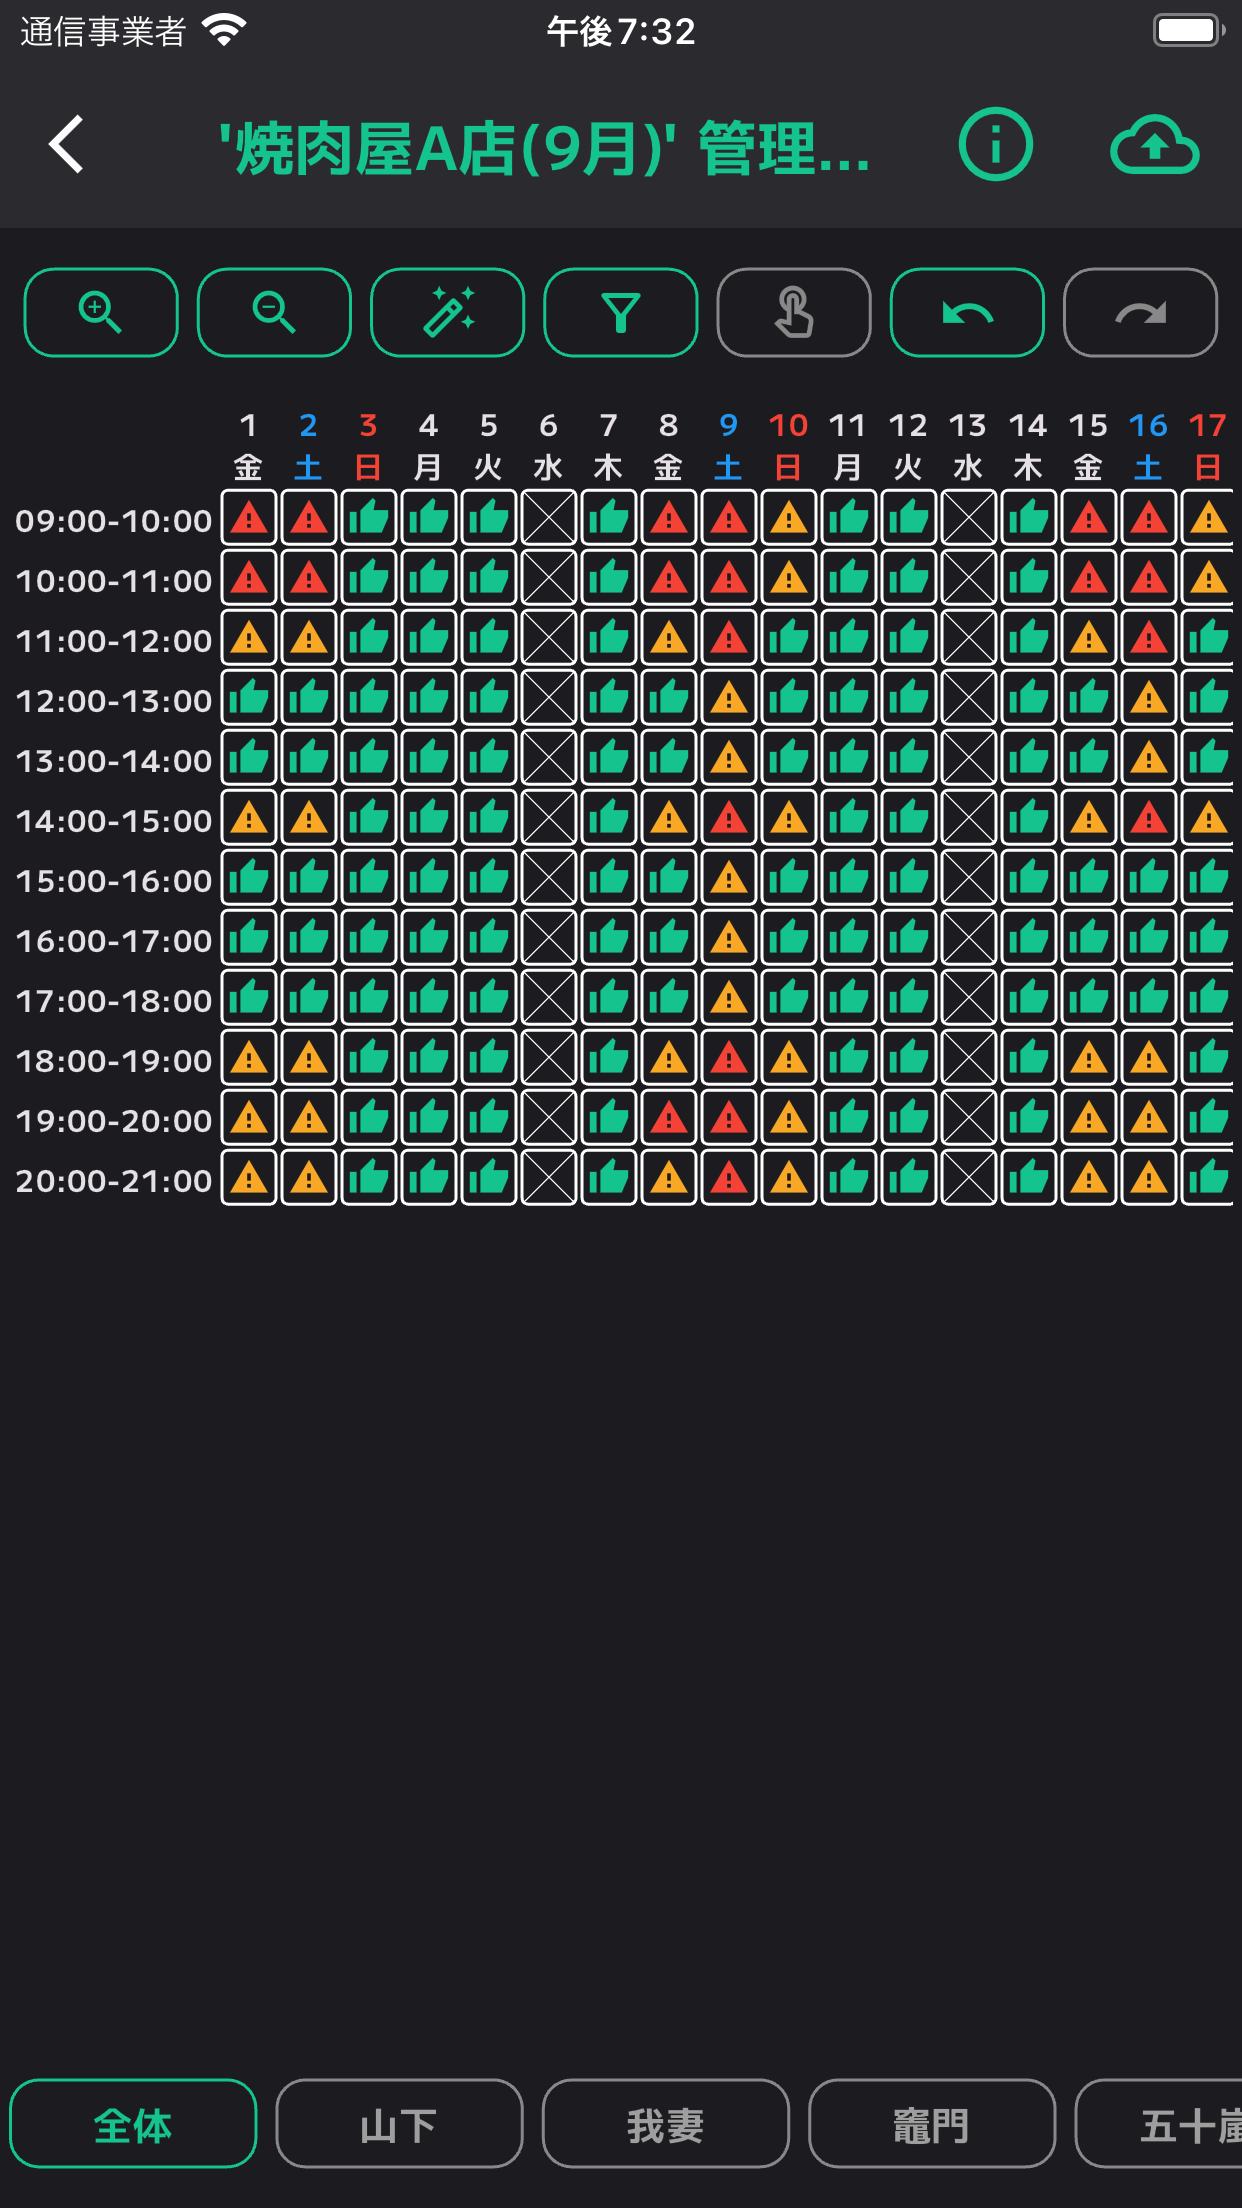 通信事業者 午後7:32
'焼肉屋A店(9月)' 管理...
1 2 3 4 5 6 7 8 9 10 11 12 13 14 15 16 17
金 土 日 月 火 水 木 金 土 日 月 火 水 木 金 土 日
09:00-10:00
10:00-11:00
11:00-12:00
12:00-13:00
13:00-14:00
14:00-15:00
15:00-16:00
16:00-17:00
17:00-18:00
18:00-19:00
19:00-20:00
20:00-21:00
全体 山下 我妻 竈門 五十嵐